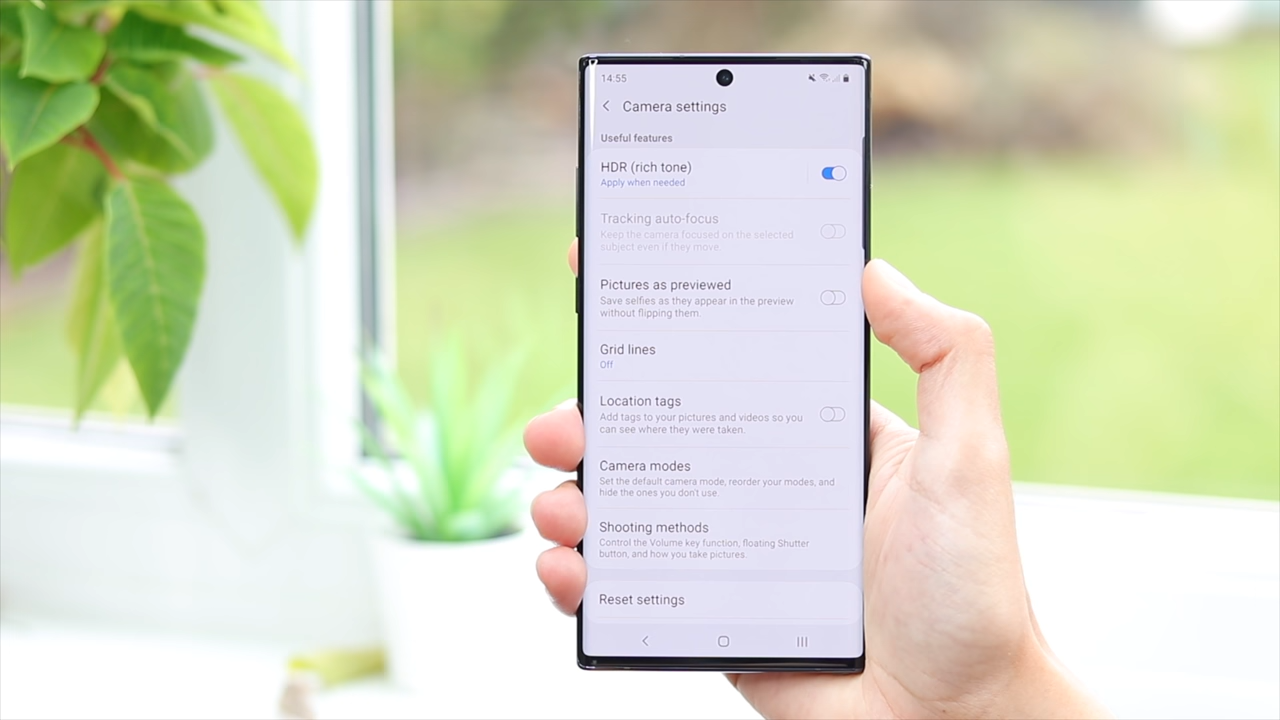 14:55
Camera settings
Useful features
HDR (rich tone)
Apply when needed
Tracking auto-focus
Keep the camera focused on the selected
subject even if they move.
Pictures as previewed
Save selfies as they appear in the preview
without flipping them.
Grid lines
Off
Location tags
Add tags to your pictures and videos so you
can see where they were taken.
Camera modes
Set the default camera mode, reorder your modes, and
hide the ones you don't use.
Shooting methods
Control the Volume key function, floating Shutter
button, and how you take pictures.
Reset settings